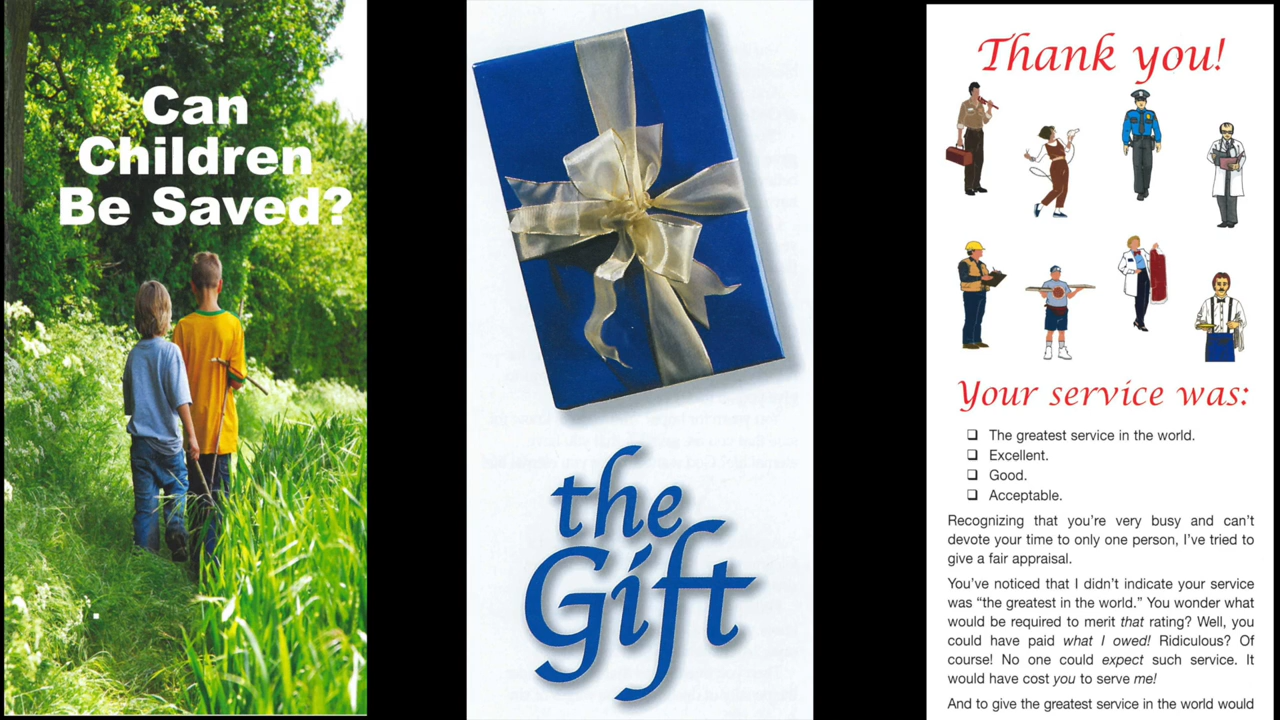 Can
Children
Be Saved?
the
Gift
Thank you!
Your service was:
❑ The greatest service in the world.
❑ Excellent.
❑ Good.
❑ Acceptable.
Recognizing that you're very busy and can't
devote your time to only one person, I've tried to
give a fair appraisal.
You've noticed that I didn't indicate your service
was “the greatest in the world.” You wonder what
would be required to merit that rating? Well, you
could have paid what I owed! Ridiculous? Of
course! No one could expect such service. It
would have cost you to serve me!
And to give the greatest service in the world would